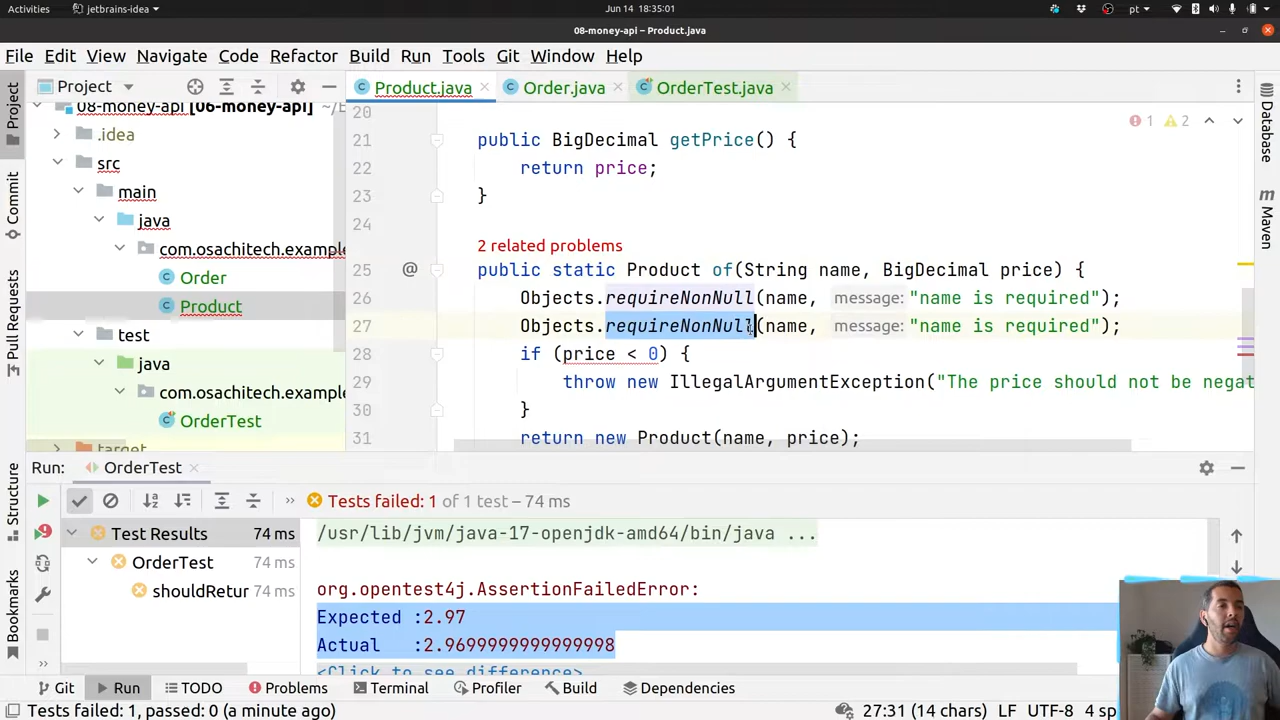 Activities jetbrains-idea Jun 14 18:35:01 pt
08-money-api – Product.java
File Edit View Navigate Code Refactor Build Run Tools Git Window Help
Project Product.java Order.java OrderTest.java
08-money-api [06-money-api]
.idea
src
main
java
com.osachitech.example
Order
Product
test
java
com.osachitech.example
OrderTest
target
Project
Commit
Pull Requests
Structure
Bookmarks
20
21 public BigDecimal getPrice() {
22 return price;
23 }
24
2 related problems
25 @ public static Product of(String name, BigDecimal price) {
26 Objects.requireNonNull(name, message: "name is required");
27 Objects.requireNonNull(name, message: "name is required");
28 if (price < 0) {
29 throw new IllegalArgumentException("The price should not be negat
30 }
31 return new Product(name, price);
1 2
Database
m Maven
Run: OrderTest
Tests failed: 1 of 1 test – 74 ms
Test Results 74 ms
OrderTest 74 ms
shouldRetur 74 ms
/usr/lib/jvm/java-17-openjdk-amd64/bin/java ...
org.opentest4j.AssertionFailedError:
Expected :2.97
Actual :2.9699999999999998
<Click to see difference>
Git Run TODO Problems Terminal Profiler Build Dependencies
Tests failed: 1, passed: 0 (a minute ago) 27:31 (14 chars) LF UTF-8 4 sp